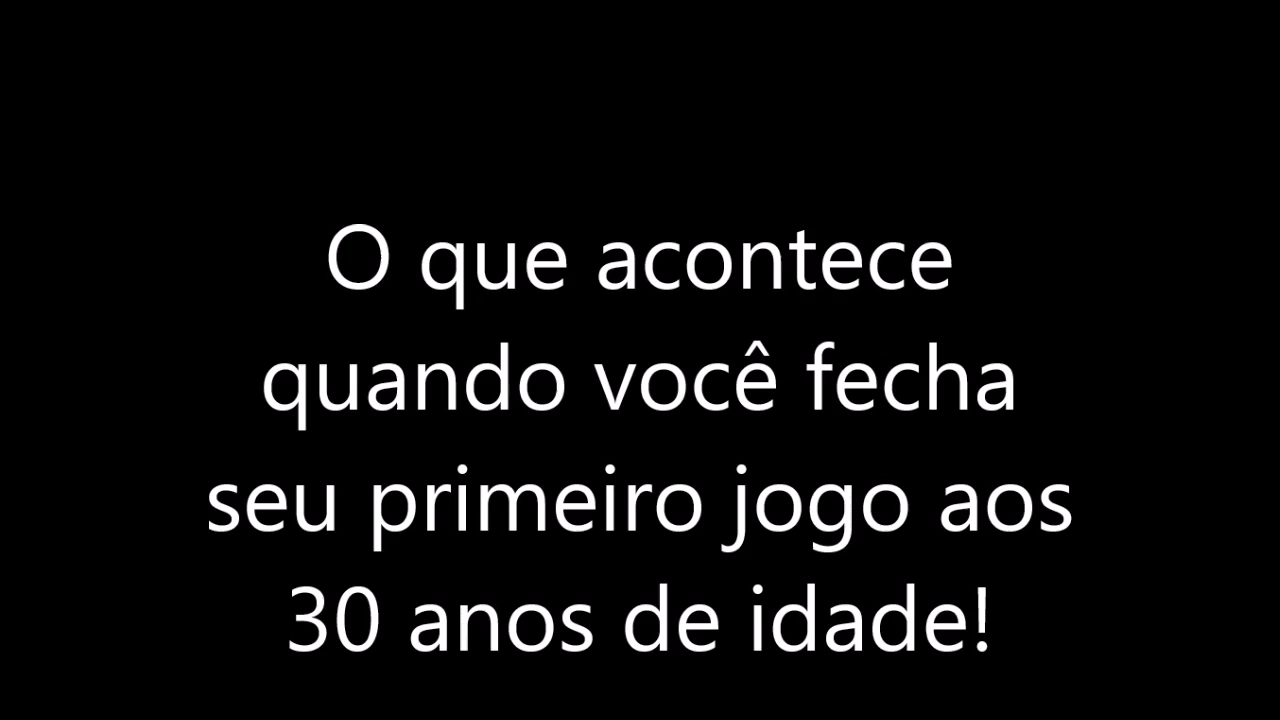 O que acontece
quando você fecha
seu primeiro jogo aos
30 anos de idade!